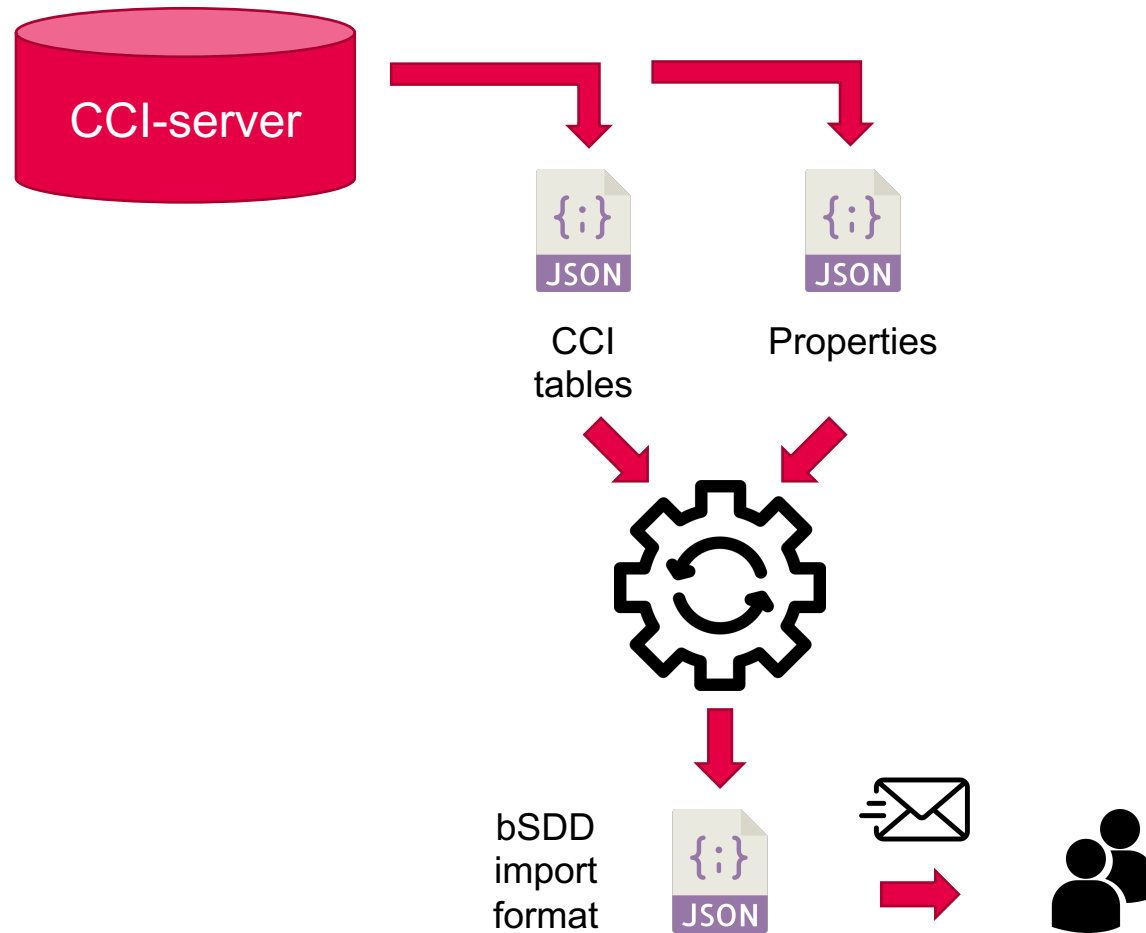 CCI-server
{;}
JSON
{;}
JSON
CCI
tables
Properties
bSDD
import
format
{;}
JSON